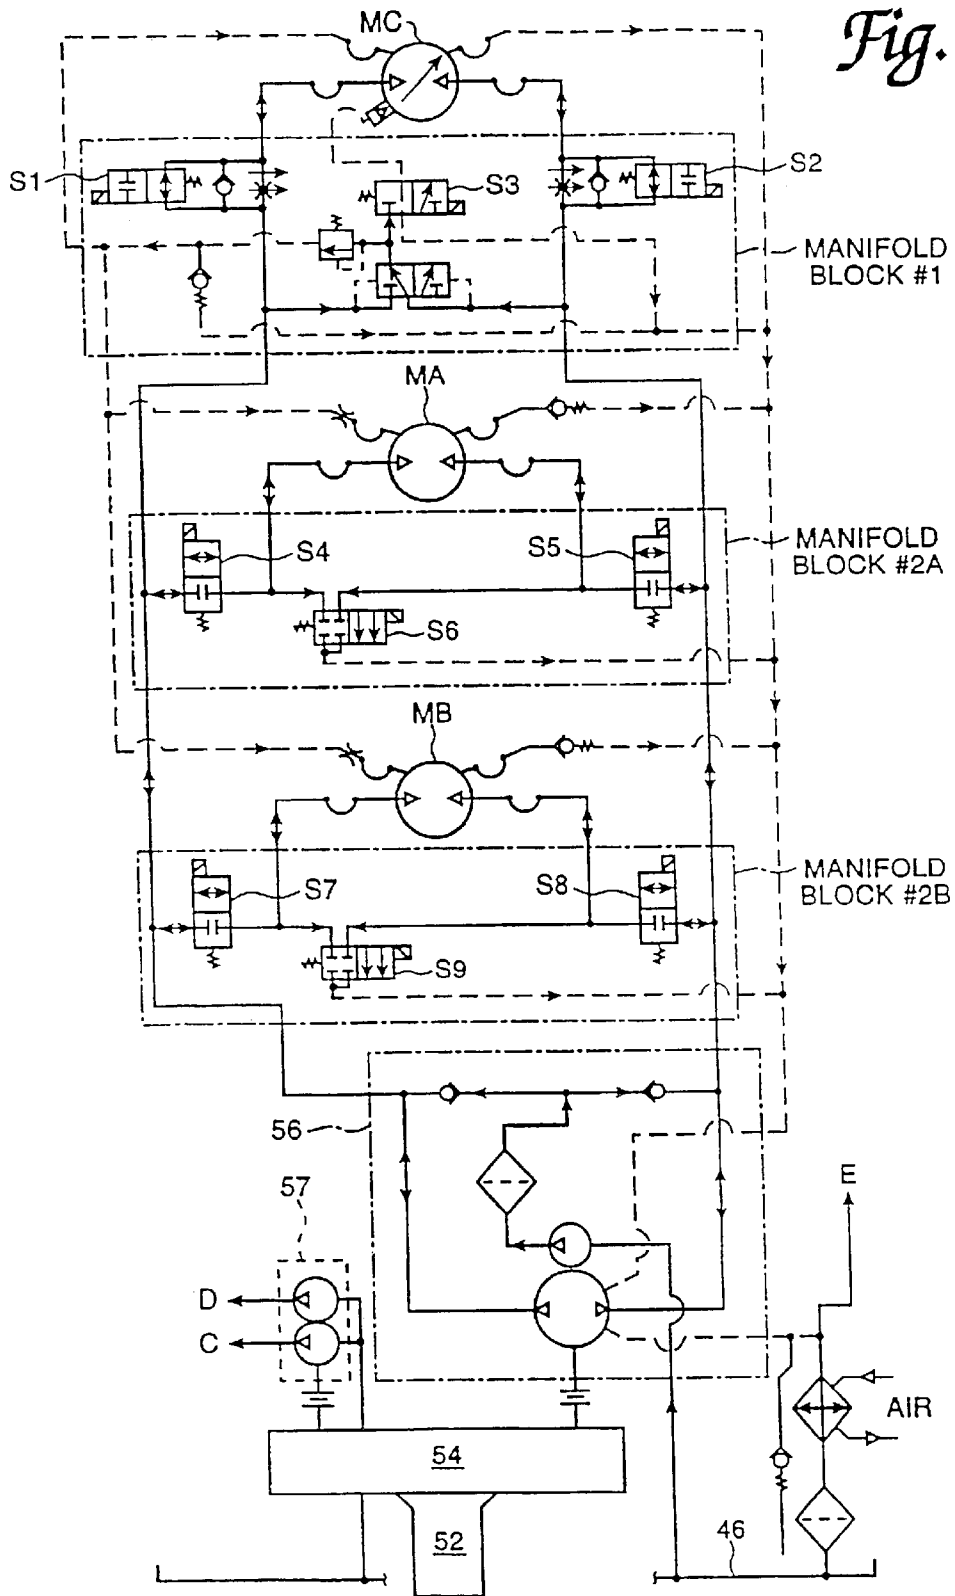 MC
Fig.
S1
S2
S3
MANIFOLD
BLOCK #1
MA
S4
S5
MANIFOLD
BLOCK #2A
S6
MB
S7
S8
MANIFOLD
BLOCK #2B
S9
56
57
E
D
C
AIR
54
52
46